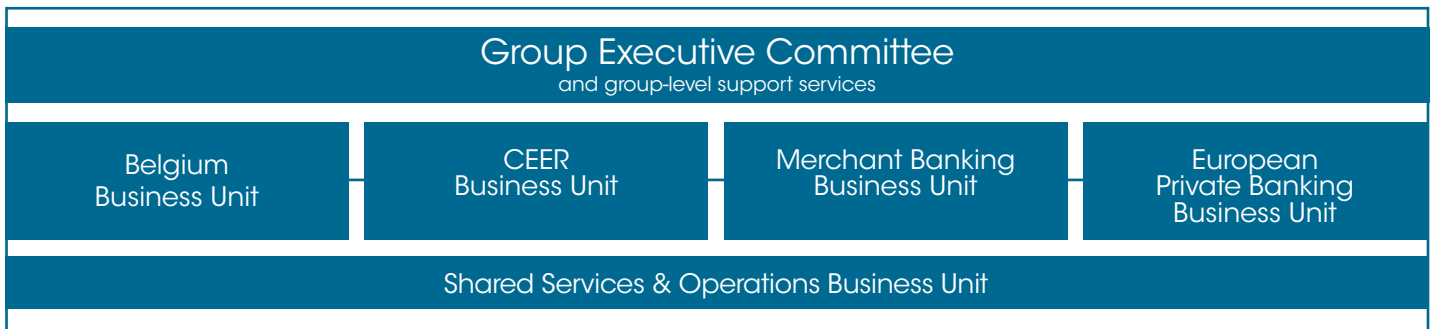 Group Executive Committee
and group-level support services
Belgium
Business Unit
CEER
Business Unit
Merchant Banking
Business Unit
European
Private Banking
Business Unit
Shared Services & Operations Business Unit